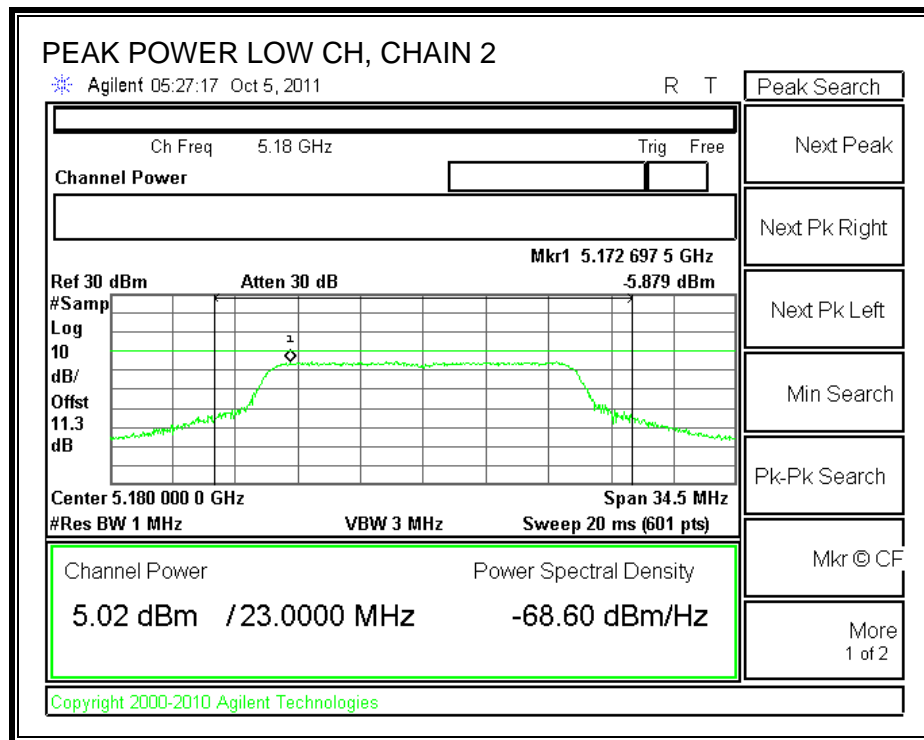 PEAK POWER LOW CH, CHAIN 2
Agilent 05:27:17 Oct 5, 2011 R T
Peak Search
Ch Freq 5.18 GHz Trig Free
Channel Power
Next Peak
Next Pk Right
Mkr1 5.172 697 5 GHz
Ref 30 dBm Atten 30 dB -5.879 dBm
#Samp
Log
10
dB/
Offst
11.3
dB
1
Next Pk Left
Min Search
Pk-Pk Search
Center 5.180 000 0 GHz Span 34.5 MHz
#Res BW 1 MHz VBW 3 MHz Sweep 20 ms (601 pts)
Mkr © CF
Channel Power Power Spectral Density
5.02 dBm / 23.0000 MHz -68.60 dBm/Hz
More
1 of 2
Copyright 2000-2010 Agilent Technologies